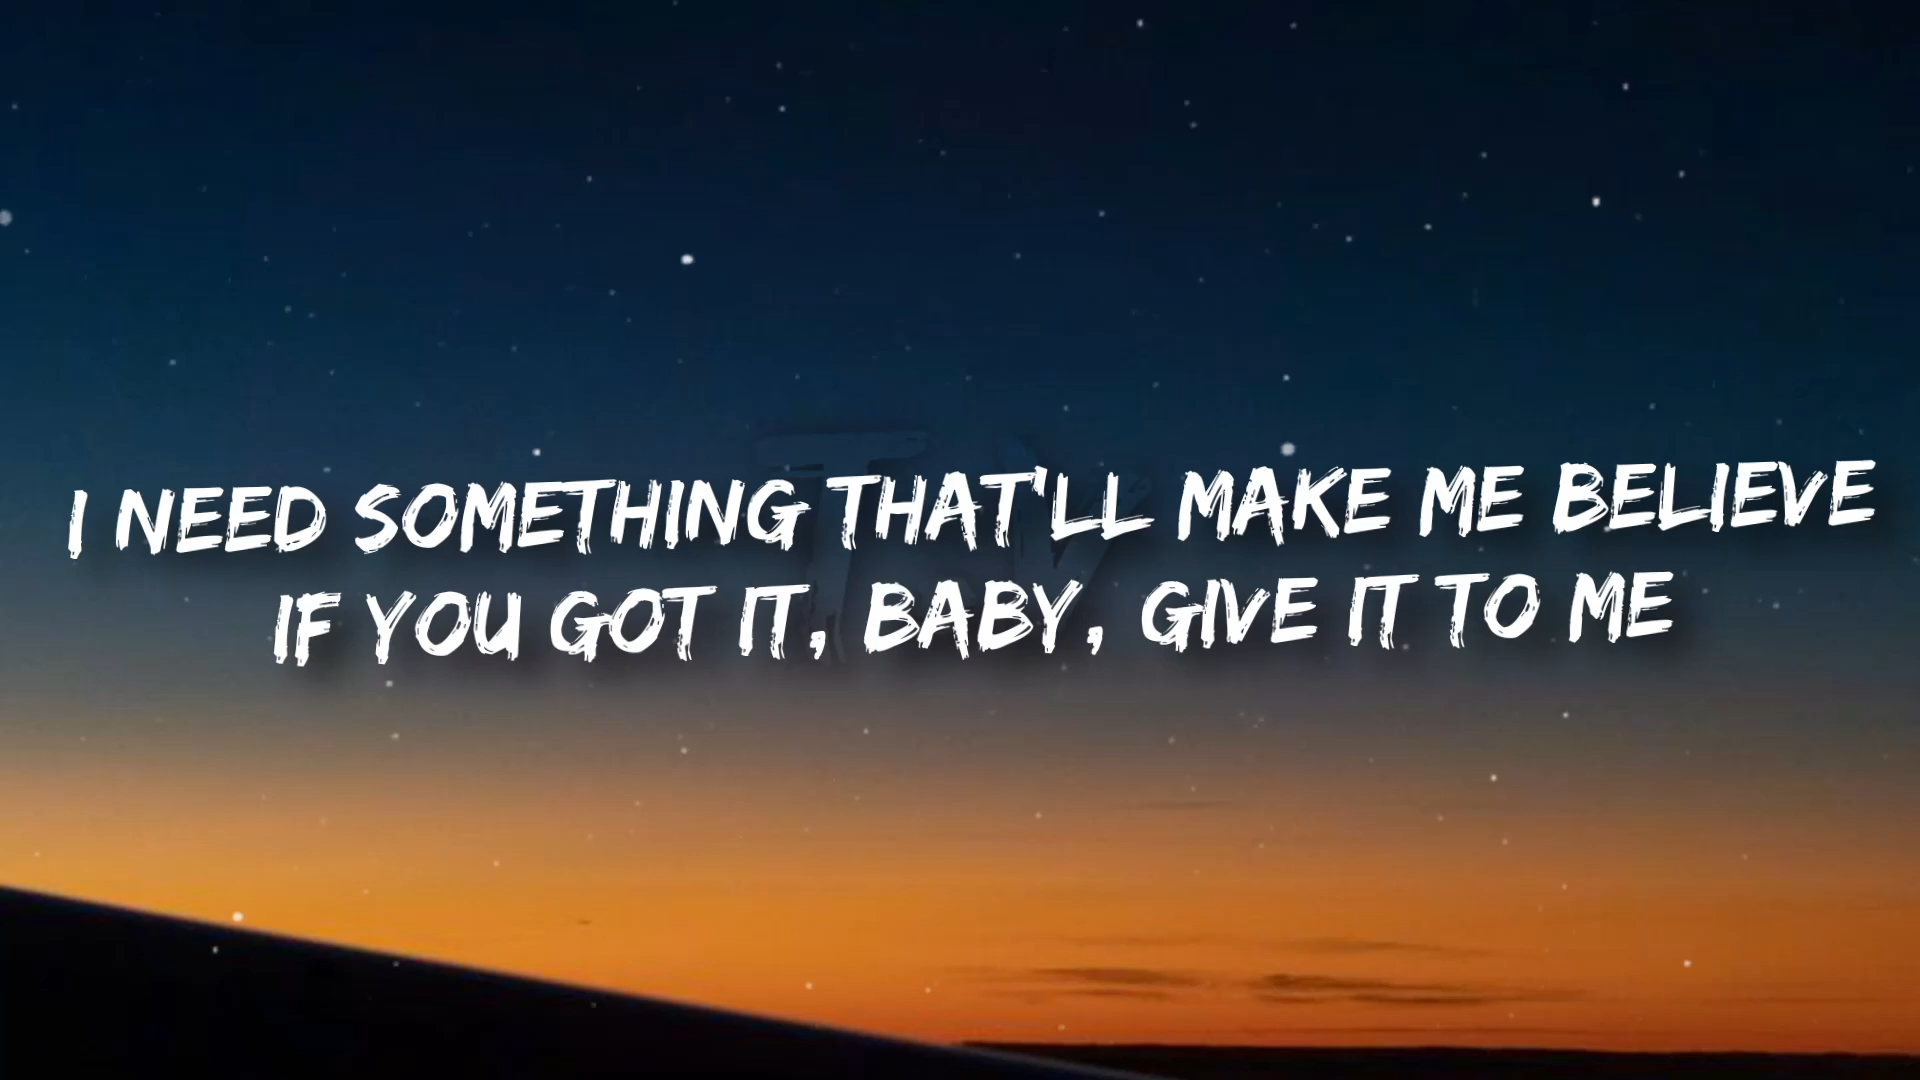 I NEED SOMETHING THAT'LL MAKE ME BELIEVE
IF YOU GOT IT, BABY, GIVE IT TO ME